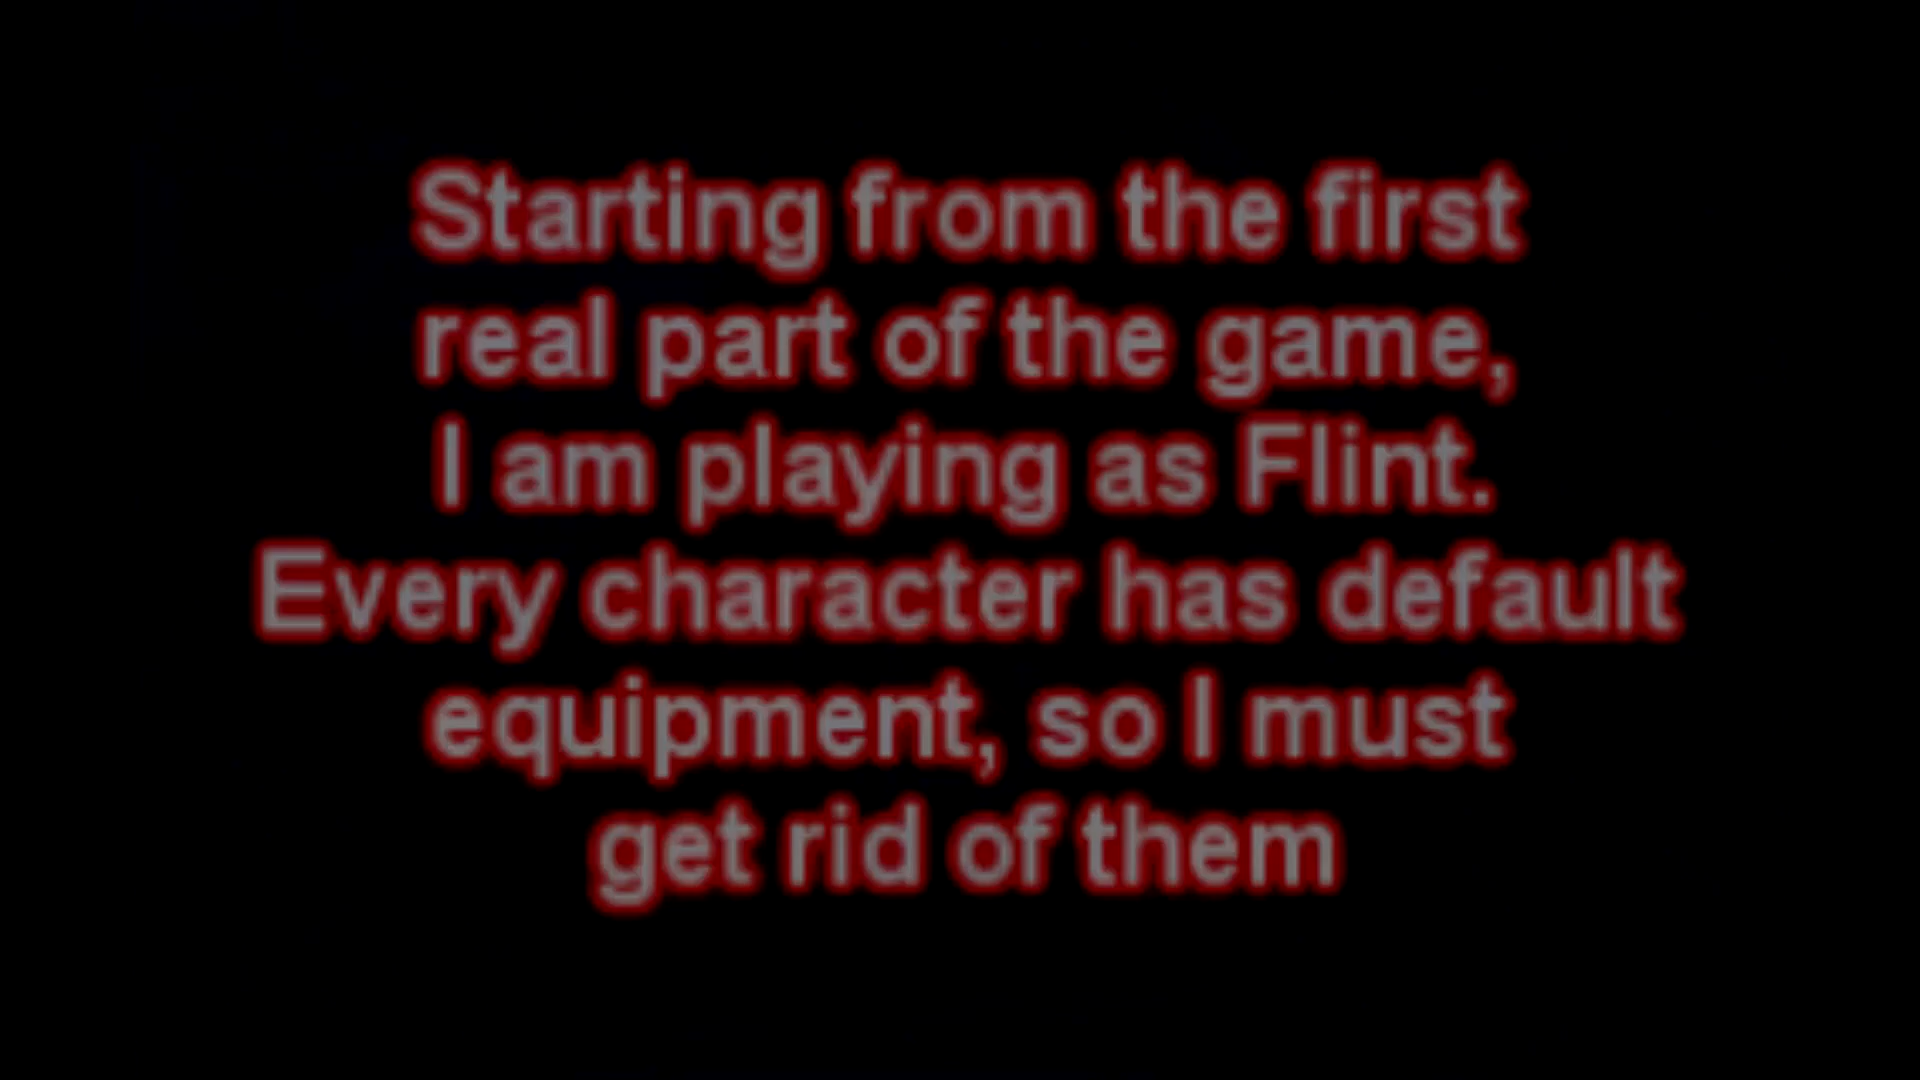 Starting from the first
real part of the game,
I am playing as Flint.
Every character has default
equipment, so I must
get rid of them